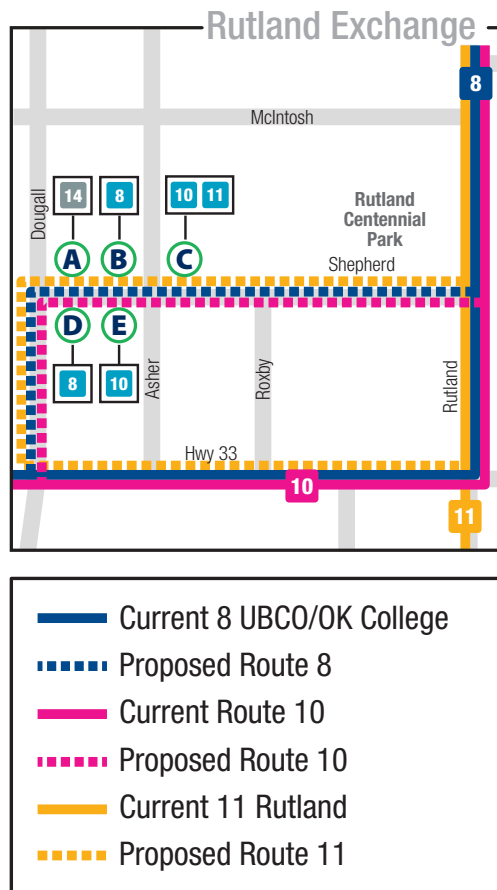 Rutland Exchange
8
McIntosh
14
8
10 11
Dougall
Rutland
Centennial
Park
A
B
C
Shepherd
D
E
8
10
Asher
Roxby
Rutland
Hwy 33
10
11
Current 8 UBCO/OK College
Proposed Route 8
Current Route 10
Proposed Route 10
Current 11 Rutland
Proposed Route 11